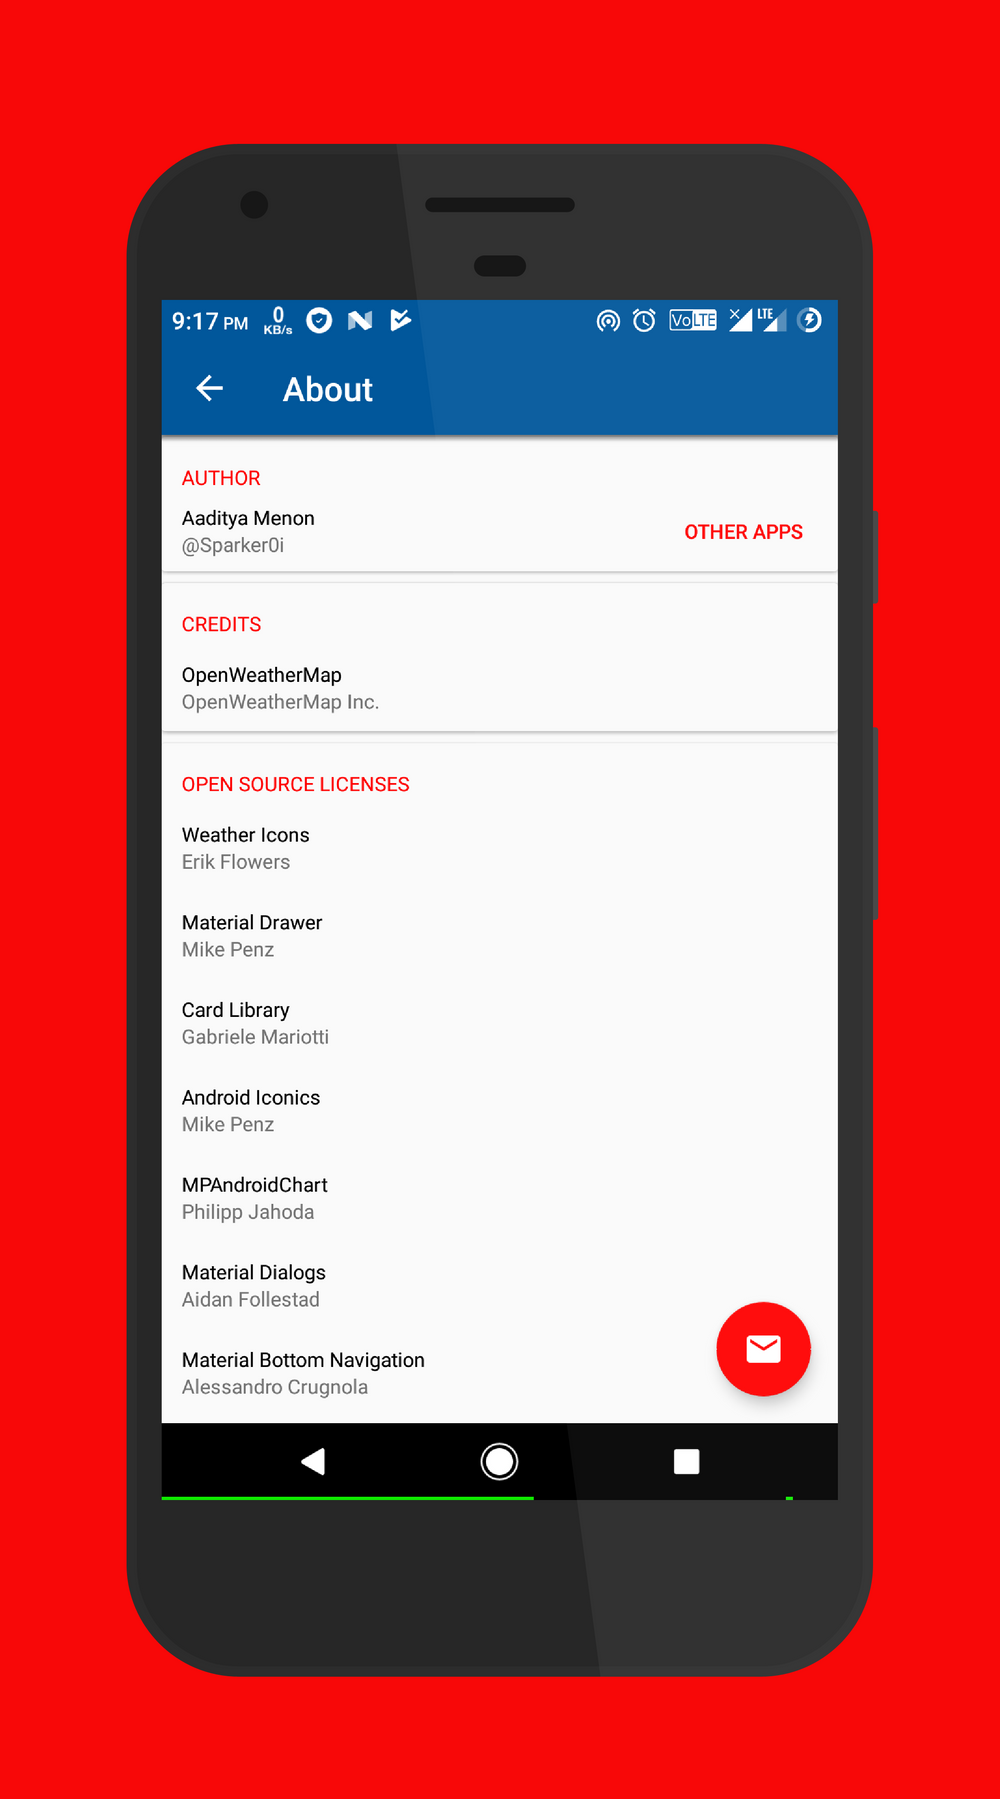 9:17 PM 0 KB/s VoLTE LTE
About
AUTHOR
Aaditya Menon
@Sparker0i
OTHER APPS
CREDITS
OpenWeatherMap
OpenWeatherMap Inc.
OPEN SOURCE LICENSES
Weather Icons
Erik Flowers
Material Drawer
Mike Penz
Card Library
Gabriele Mariotti
Android Iconics
Mike Penz
MPAndroidChart
Philipp Jahoda
Material Dialogs
Aidan Follestad
Material Bottom Navigation
Alessandro Crugnola